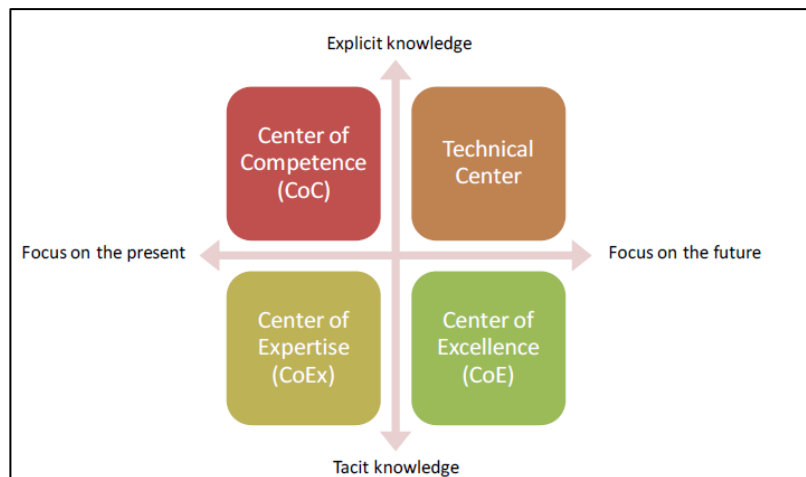 Explicit knowledge
Center of
Competence
(CoC)
Technical
Center
Focus on the present
Focus on the future
Center of
Expertise
(CoEx)
Center of
Excellence
(CoE)
Tacit knowledge